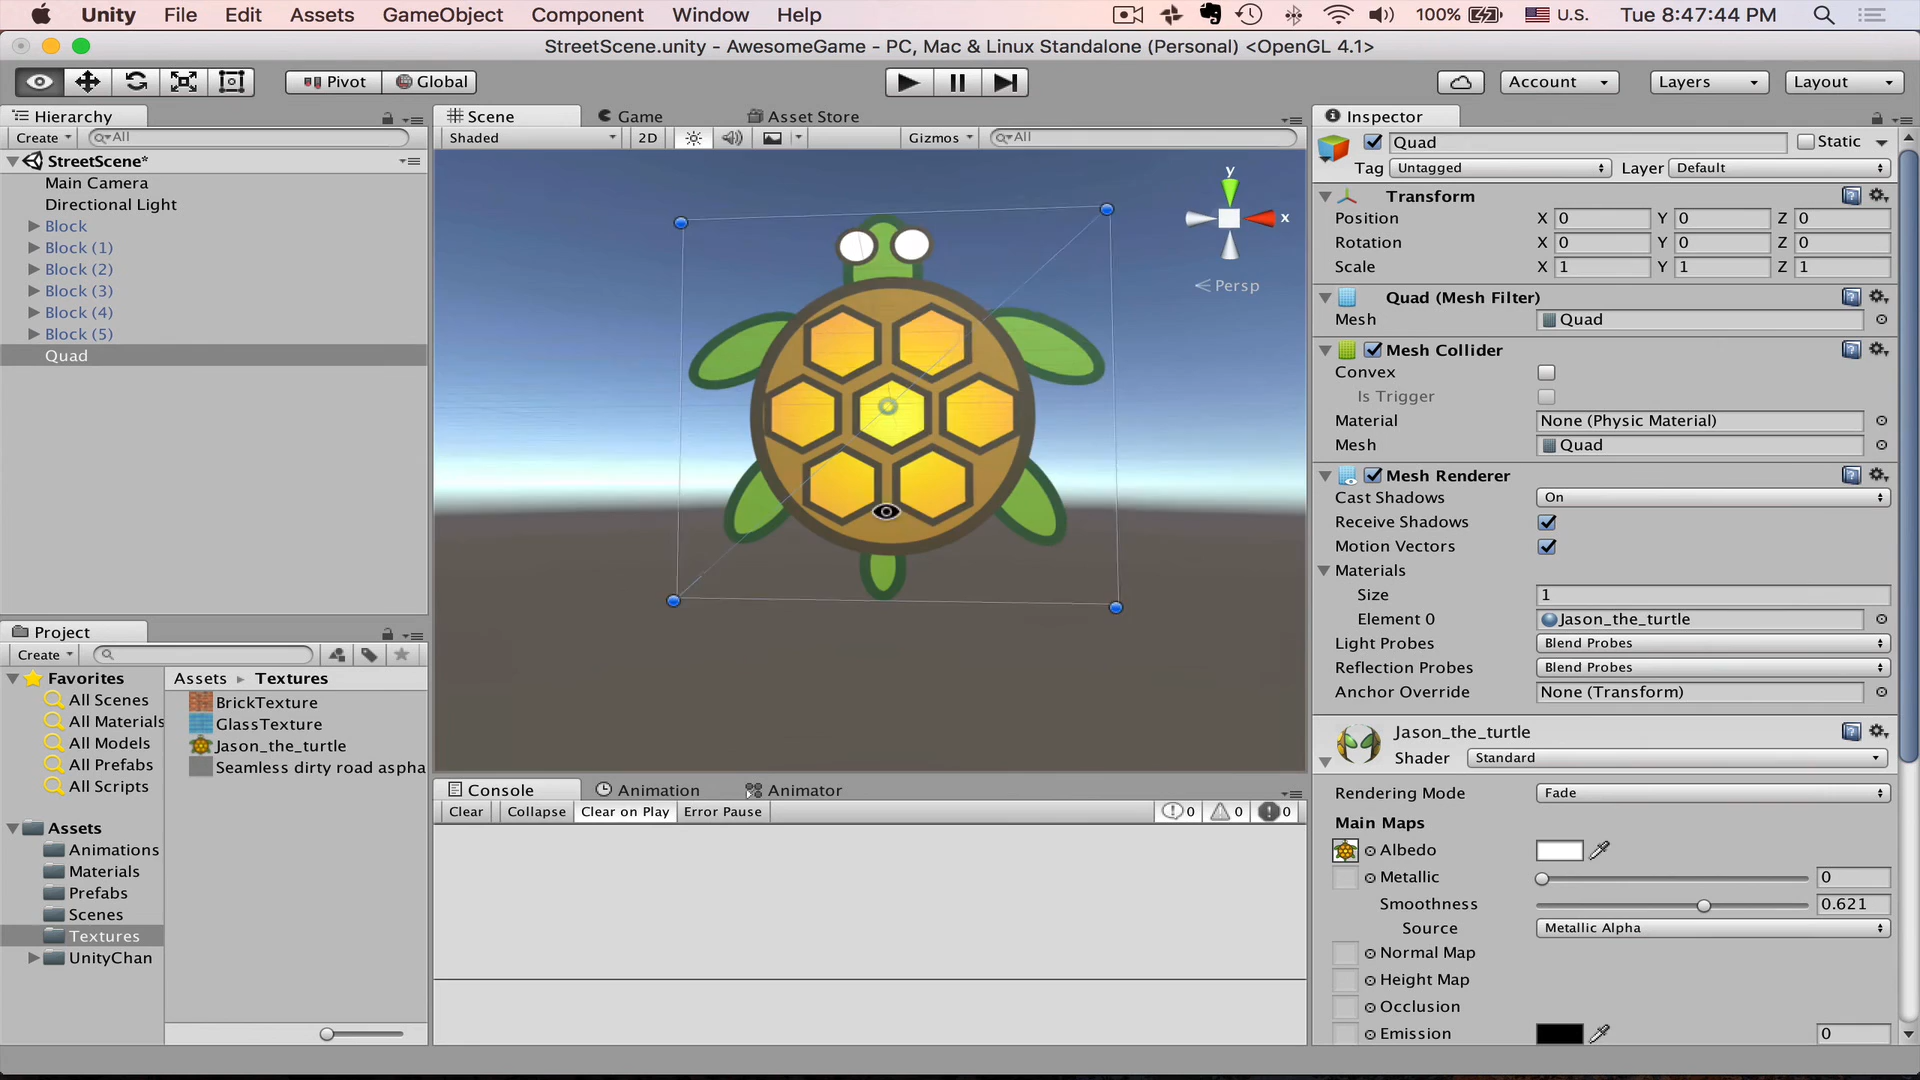 Unity File Edit Assets GameObject Component Window Help 100% U.S. Tue 8:47:44 PM
StreetScene.unity - AwesomeGame - PC, Mac & Linux Standalone (Personal) <OpenGL 4.1>
Pivot Global Account Layers Layout
Hierarchy
Create All
StreetScene*
Main Camera
Directional Light
Block
Block (1)
Block (2)
Block (3)
Block (4)
Block (5)
Quad
Project
Create
Favorites
All Scenes
All Materials
All Models
All Prefabs
All Scripts
Assets
Animations
Materials
Prefabs
Scenes
Textures
UnityChan
Assets Textures
BrickTexture
GlassTexture
Jason_the_turtle
Seamless dirty road aspha
Scene Game Asset Store
Shaded 2D Gizmos All
y
x
Persp
Console Animation Animator
Clear Collapse Clear on Play Error Pause 0 0 0
Inspector
Quad Static
Tag Untagged Layer Default
Transform
Position X 0 Y 0 Z 0
Rotation X 0 Y 0 Z 0
Scale X 1 Y 1 Z 1
Quad (Mesh Filter)
Mesh Quad
Mesh Collider
Convex
Is Trigger
Material None (Physic Material)
Mesh Quad
Mesh Renderer
Cast Shadows On
Receive Shadows
Motion Vectors
Materials
Size 1
Element 0 Jason_the_turtle
Light Probes Blend Probes
Reflection Probes Blend Probes
Anchor Override None (Transform)
Jason_the_turtle
Shader Standard
Rendering Mode Fade
Main Maps
Albedo
Metallic 0
Smoothness 0.621
Source Metallic Alpha
Normal Map
Height Map
Occlusion
Emission 0